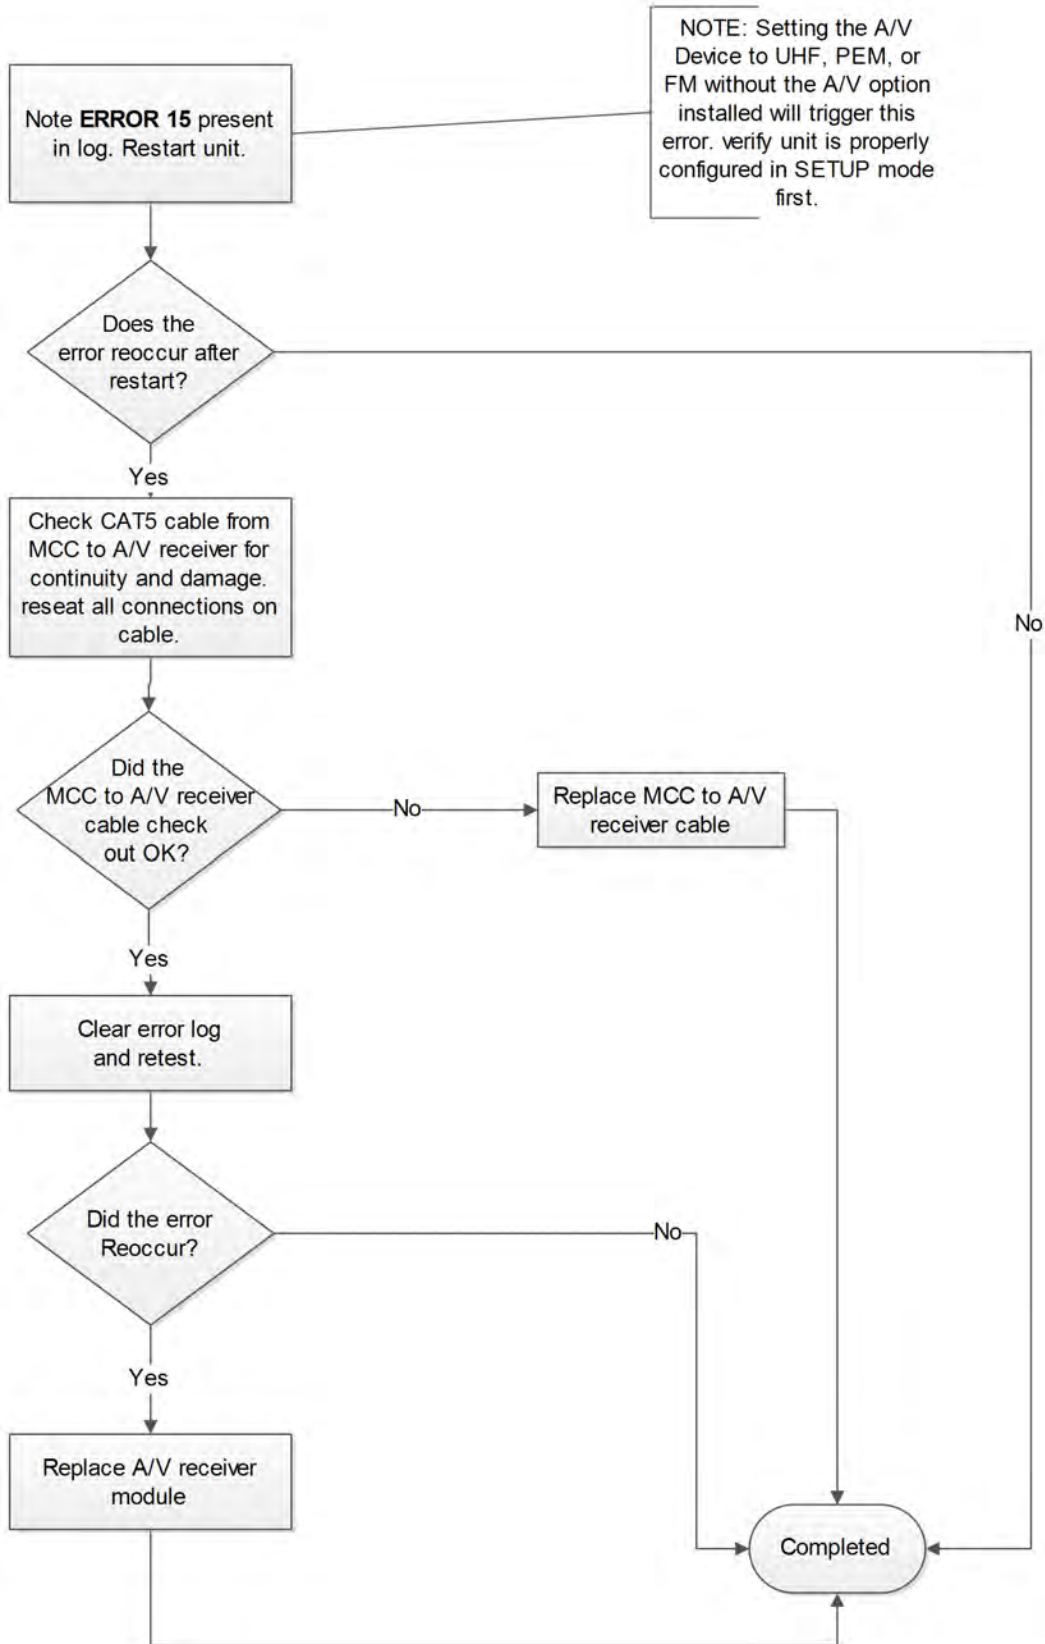 NOTE: Setting the A/V
Device to UHF, PEM, or
FM without the A/V option
installed will trigger this
error. verify unit is properly
configured in SETUP mode
first.
Note ERROR 15 present
in log. Restart unit.
Does the
error reoccur after
restart?
Yes
No
Check CAT5 cable from
MCC to A/V receiver for
continuity and damage.
reseat all connections on
cable.
Did the
MCC to A/V receiver
cable check
out OK?
No
Replace MCC to A/V
receiver cable
Yes
Clear error log
and retest.
Did the error
Reoccur?
No
Yes
Replace A/V receiver
module
Completed